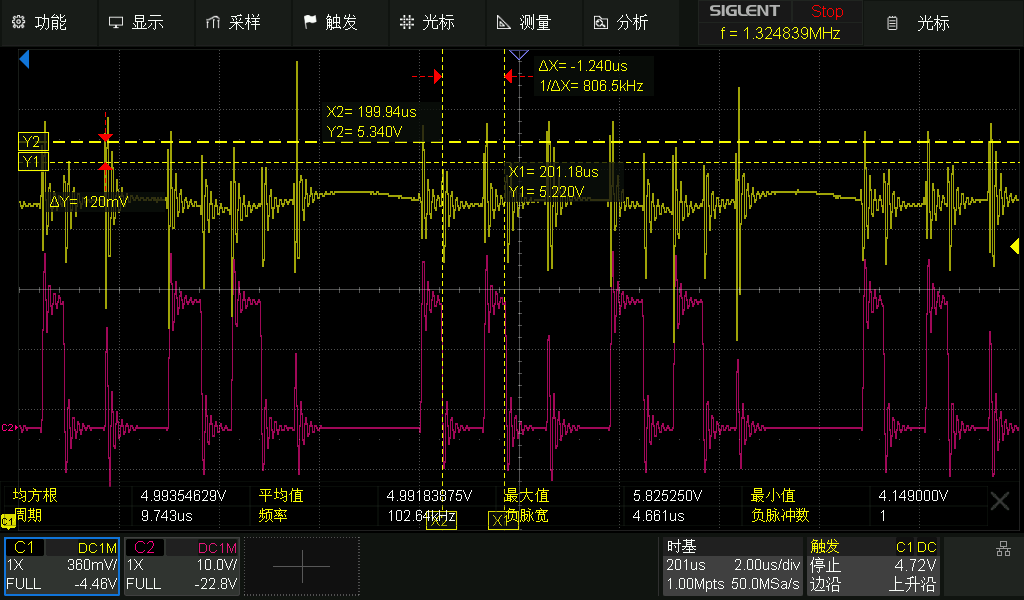 功能 显示 采样 触发 光标 测量 分析 SIGLENT Stop 光标
f = 1.324839MHz
ΔX= -1.240us
1/ΔX= 806.5kHz
X2= 199.94us
Y2= 5.340V
Y2
Y1
X1= 201.18us
Y1= 5.220V
ΔY= 120mV
C2
均方根 4.99354629V 平均值 4.99183875V 最大值 5.825250V 最小值 4.149000V
周期 9.743us 频率 102.64kHz 负脉宽 4.661us 负脉冲数 1
C1
X2
X1
C1 DC1M C2 DC1M 时基 触发 C1 DC
1X 360mV/ 1X 10.0V/ 201us 2.00us/div 停止 4.72V
FULL -4.46V FULL -22.8V 1.00Mpts 50.0MSa/s 边沿 上升沿